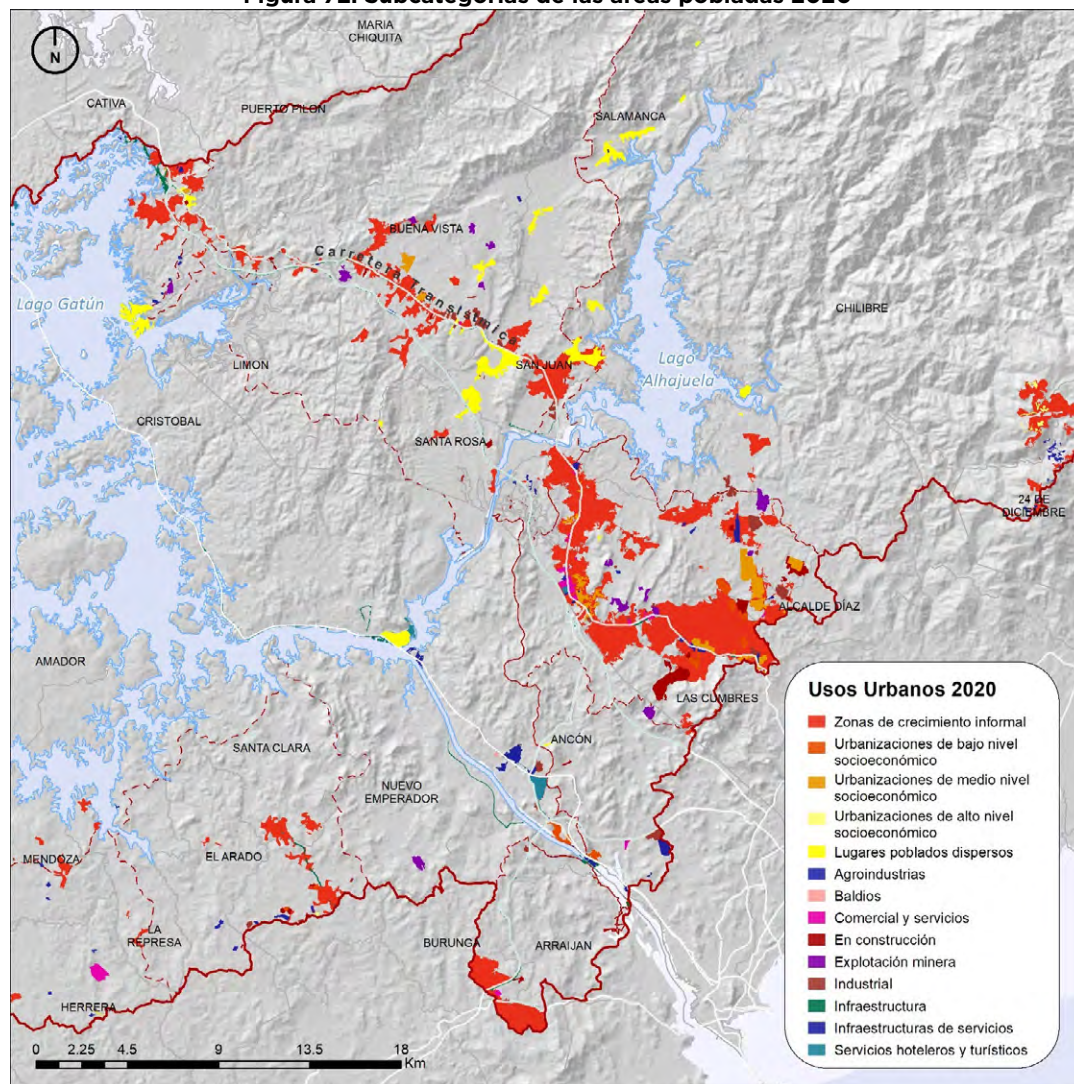 Figura 72. Subcategorías de las áreas pobladas 2020
MARIA
CHIQUITA
N
CATIVA
PUERTO PILON
SALAMANCA
BUENA VISTA
Carretera Transístmica
Lago Gatún
CHILIBRE
LIMON
SAN JUAN
Lago
Alhajuela
CRISTOBAL
SANTA ROSA
24 DE
DICIEMBRE
ALCALDE DÍAZ
AMADOR
LAS CUMBRES
SANTA CLARA
ANCÓN
NUEVO
EMPERADOR
MENDOZA
EL ARADO
LA
REPRESA
BURUNGA
ARRAIJAN
HERRERA
Usos Urbanos 2020
Zonas de crecimiento informal
Urbanizaciones de bajo nivel
socioeconómico
Urbanizaciones de medio nivel
socioeconómico
Urbanizaciones de alto nivel
socioeconómico
Lugares poblados dispersos
Agroindustrias
Baldios
Comercial y servicios
En construcción
Explotación minera
Industrial
Infraestructura
Infraestructuras de servicios
Servicios hoteleros y turísticos
0 2.25 4.5 9 13.5 18
Km